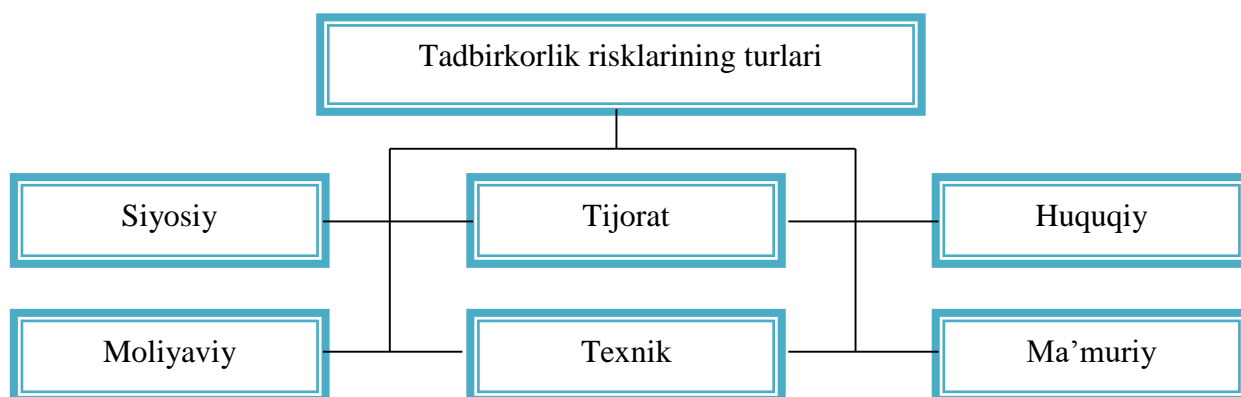 Tadbirkorlik risklarining turlari
Siyosiy
Tijorat
Huquqiy
Moliyaviy
Texnik
Ma’muriy